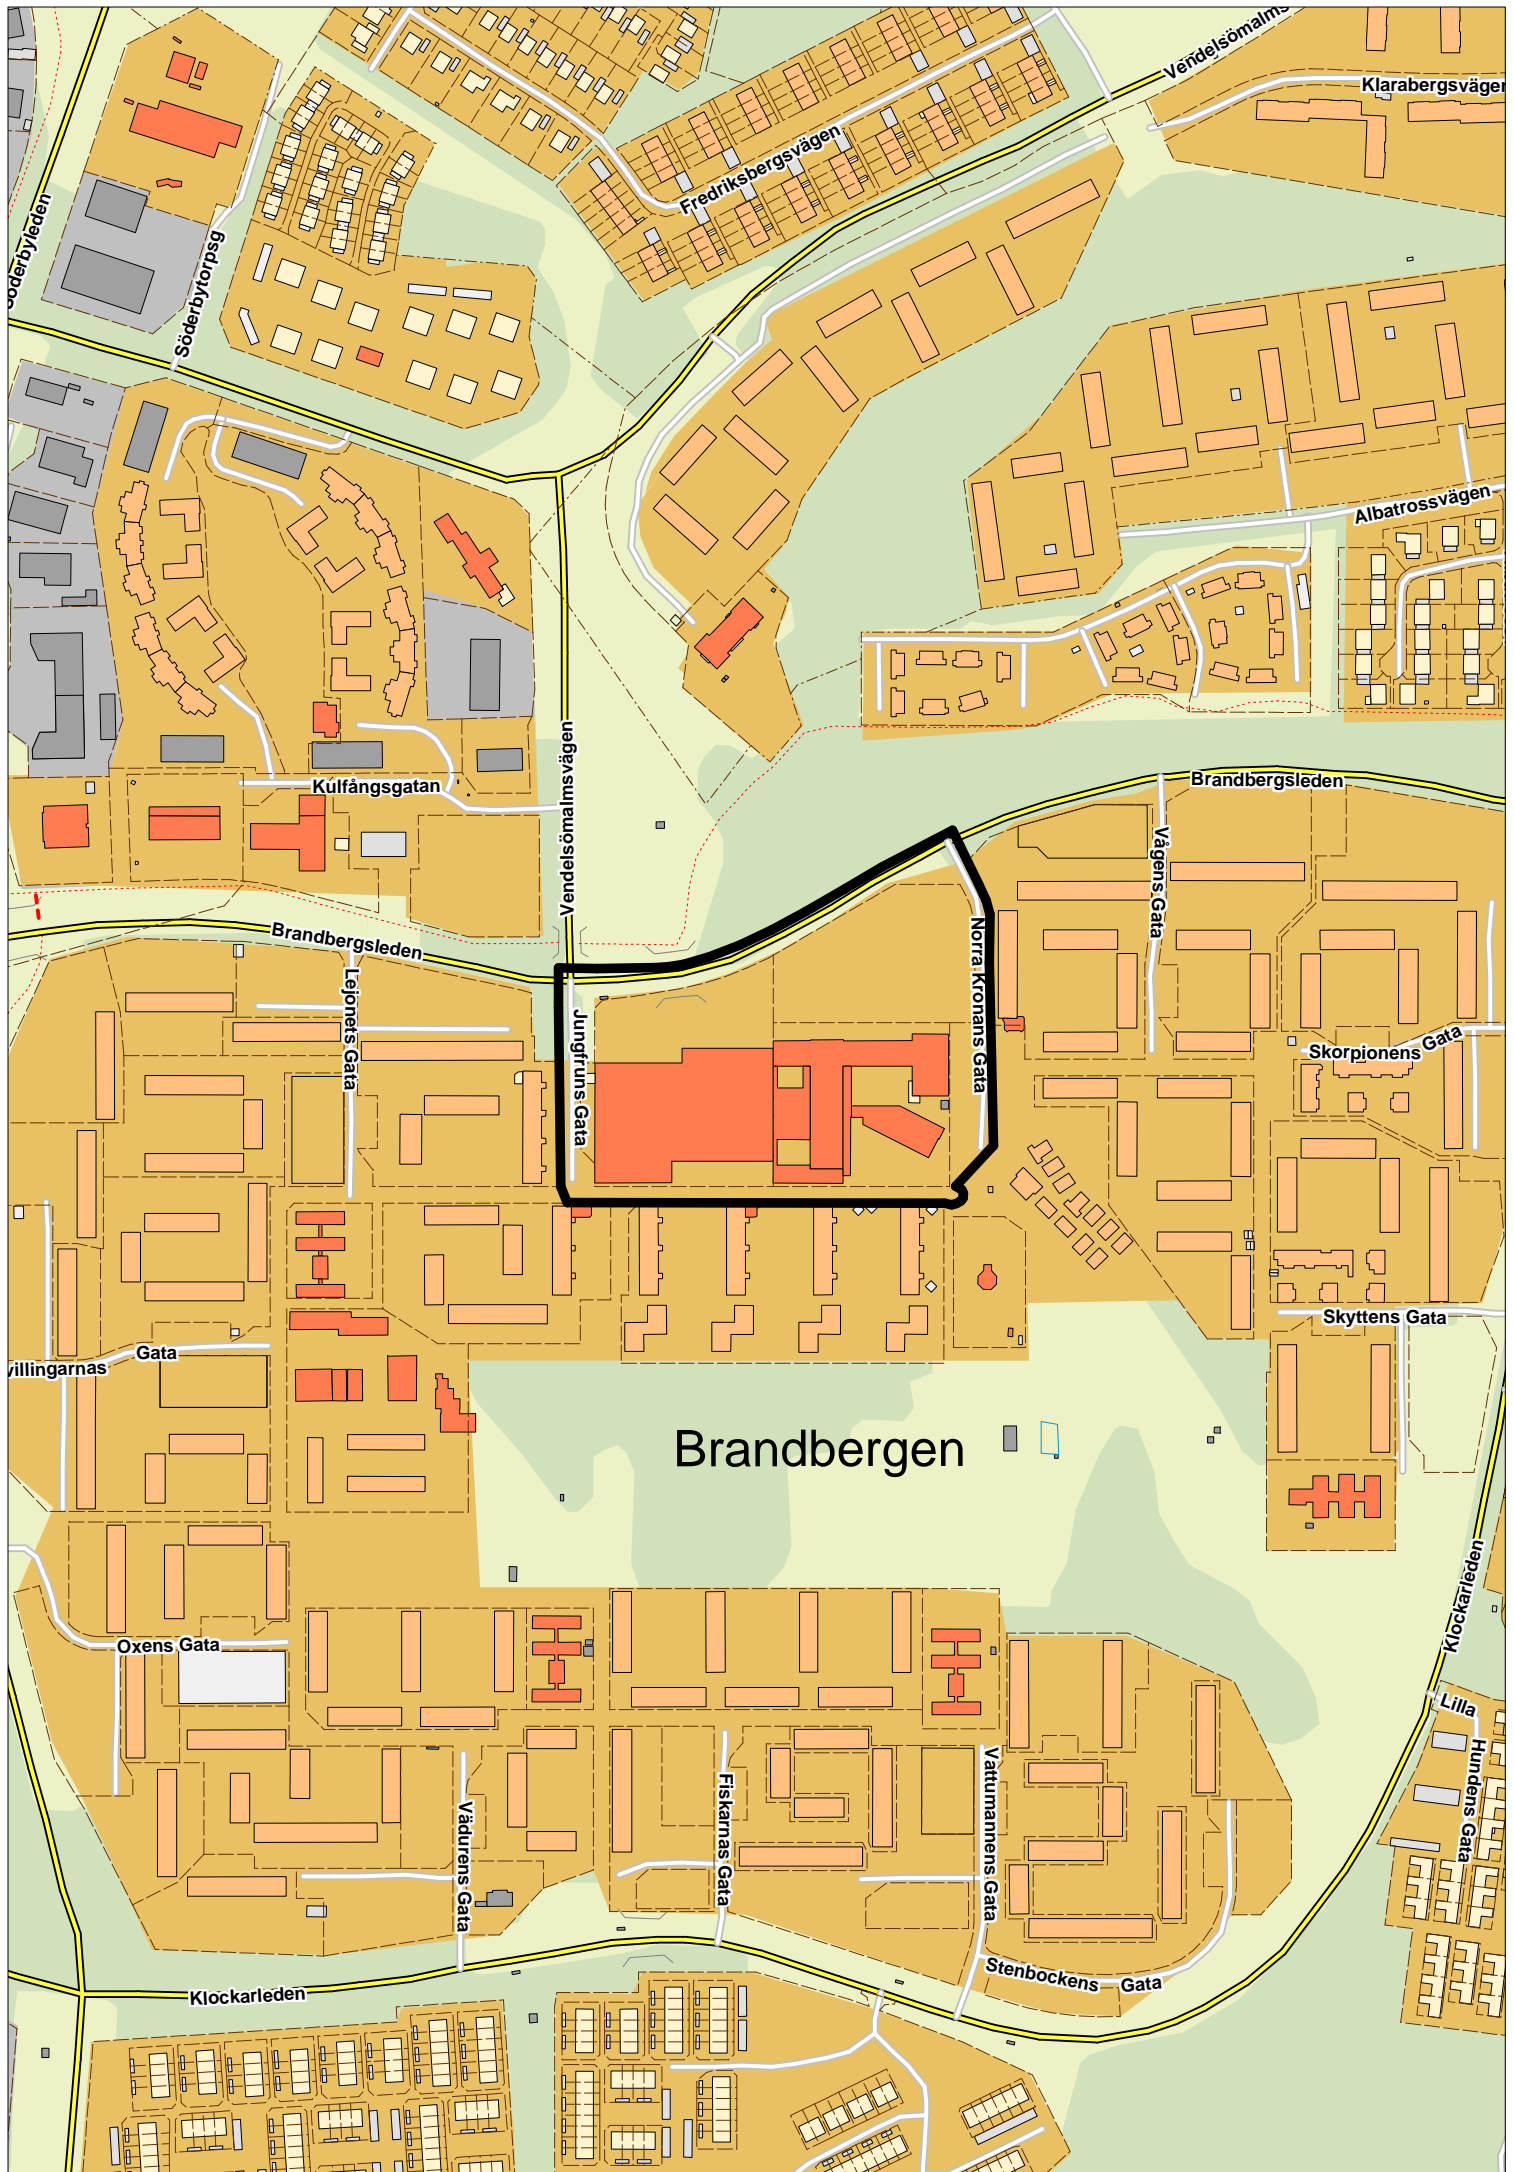 Vendelsömalms
Klarabergsvägen
Fredriksbergsvägen
Söderbyleden
Söderbytorpsg
Albatrossvägen
Brandbergsleden
Kulfångsgatan
Vendelsömalmsvägen
Vågens Gata
Brandbergsleden
Norra Kronans Gata
Lejonets Gata
Jungfruns Gata
Skorpionens Gata
Skyttens Gata
villingarnas Gata
Brandbergen
Klockarleden
Oxens Gata
Lilla
Hundens Gata
Vädurens Gata
Fiskarnas Gata
Vattumannens Gata
Stenbockens Gata
Klockarleden